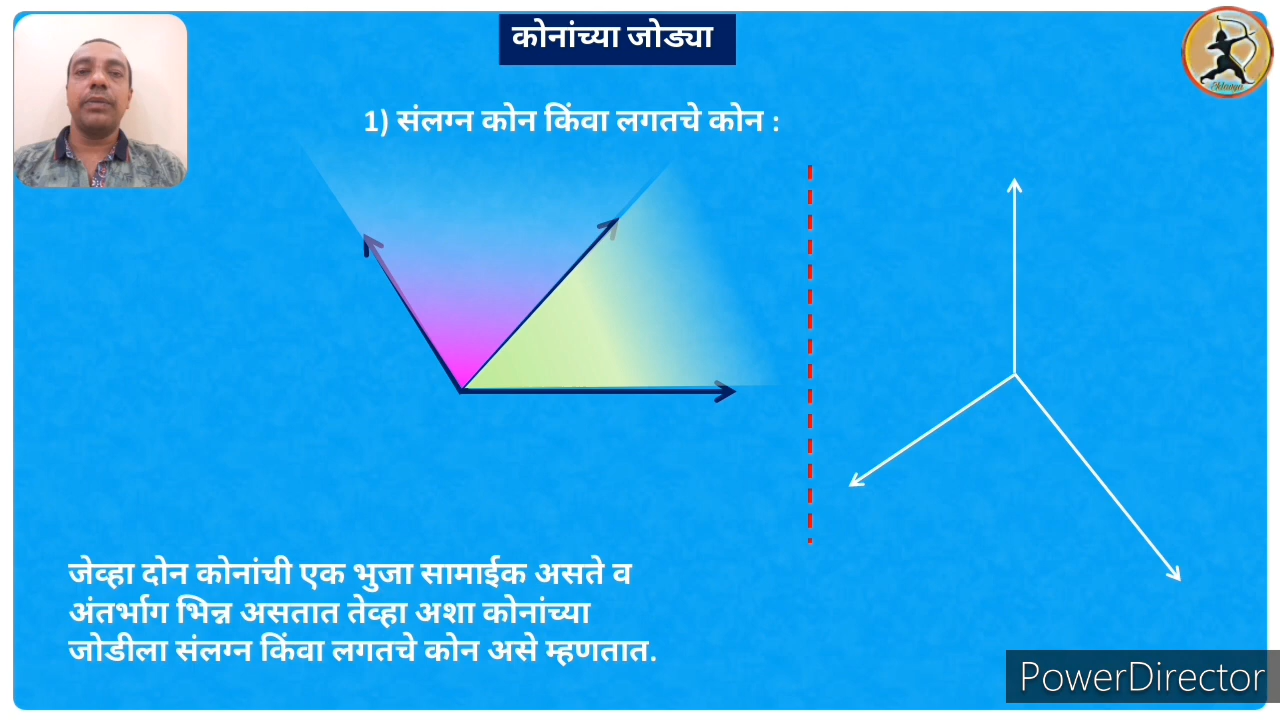 कोनांच्या जोड्या
1) संलग्न कोन किंवा लगतचे कोन :
जेव्हा दोन कोनांची एक भुजा सामाईक असते व
अंतर्भाग भिन्न असतात तेव्हा अशा कोनांच्या
जोडीला संलग्न किंवा लगतचे कोन असे म्हणतात.
PowerDirector